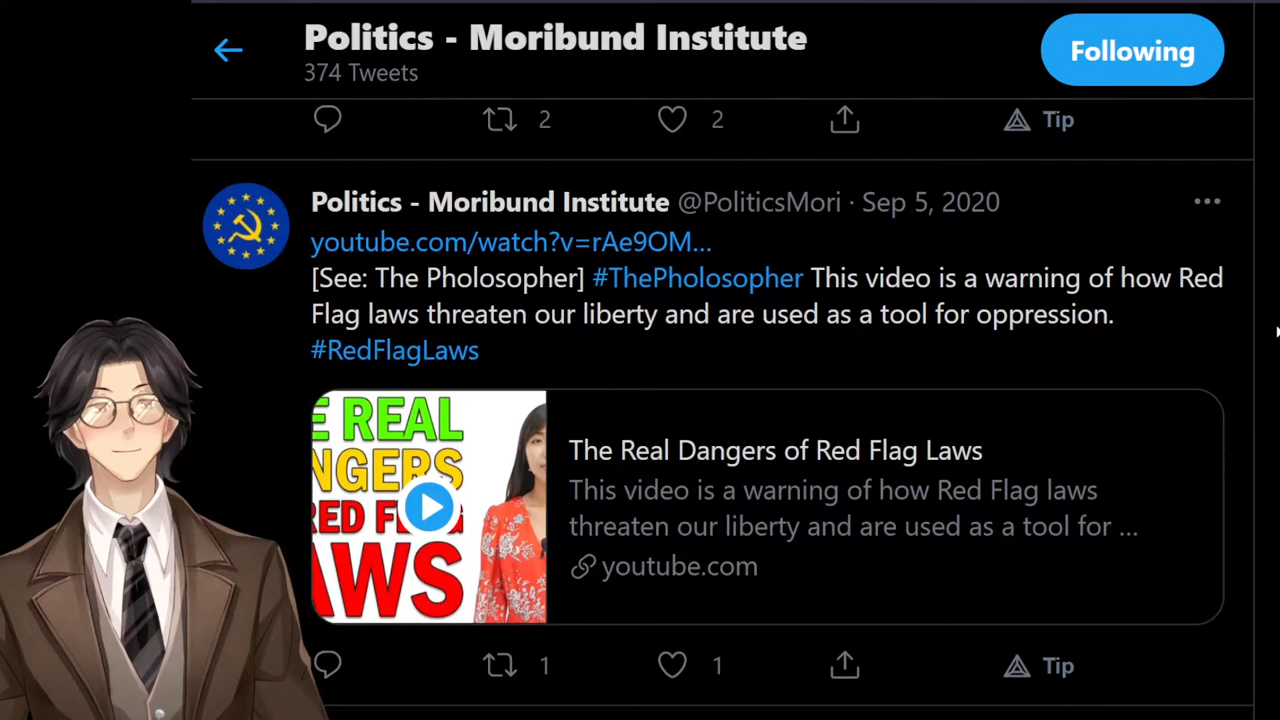 Politics - Moribund Institute
374 Tweets
Following
2
2
Tip
Politics - Moribund Institute @PoliticsMori · Sep 5, 2020
youtube.com/watch?v=rAe9OM...
[See: The Pholosopher] #ThePholosopher This video is a warning of how Red
Flag laws threaten our liberty and are used as a tool for oppression.
#RedFlagLaws
E REAL
NGERS
RED FL
AWS
The Real Dangers of Red Flag Laws
This video is a warning of how Red Flag laws
threaten our liberty and are used as a tool for ...
youtube.com
1
1
Tip